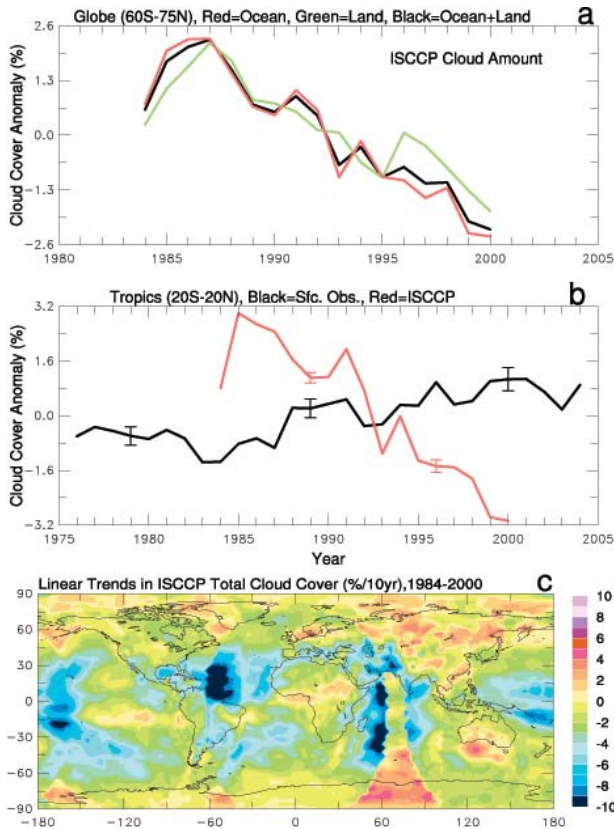 Globe (60S-75N), Red=Ocean, Green=Land, Black=Ocean+Land
a
ISCCP Cloud Amount
Cloud Cover Anomaly (%)
2.6
1.3
0.0
−1.3
−2.6
1980 1985 1990 1995 2000 2005
Tropics (20S-20N), Black=Sfc. Obs., Red=ISCCP
b
Cloud Cover Anomaly (%)
3.2
1.6
0.0
−1.6
−3.2
1975 1980 1985 1990 1995 2000 2005
Year
Linear Trends in ISCCP Total Cloud Cover (%/10yr),1984-2000
c
90
60
30
0
−30
−60
−90
−180 −120 −60 0 60 120 180
10
8
6
4
2
0
-2
-4
-6
-8
-10